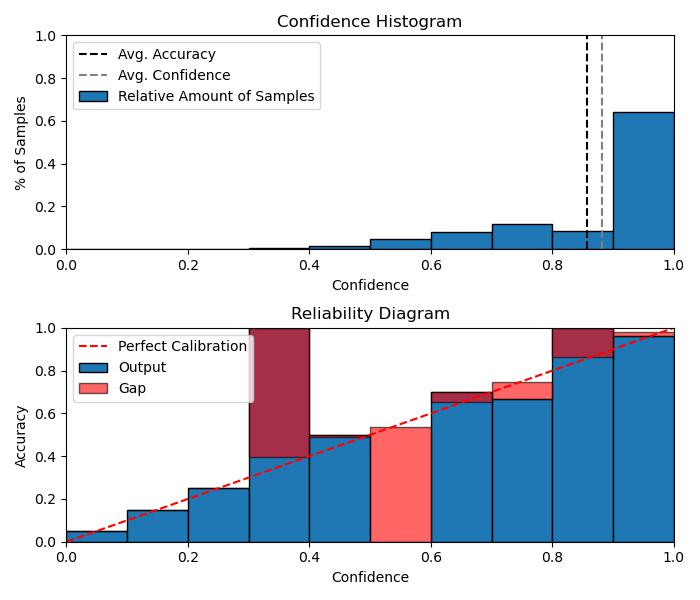 Confidence Histogram
1.0
0.8
0.6
0.4
0.2
0.0
% of Samples
Avg. Accuracy
Avg. Confidence
Relative Amount of Samples
0.0 0.2 0.4 0.6 0.8 1.0
Confidence
Reliability Diagram
1.0
0.8
0.6
0.4
0.2
0.0
Accuracy
Perfect Calibration
Output
Gap
0.0 0.2 0.4 0.6 0.8 1.0
Confidence